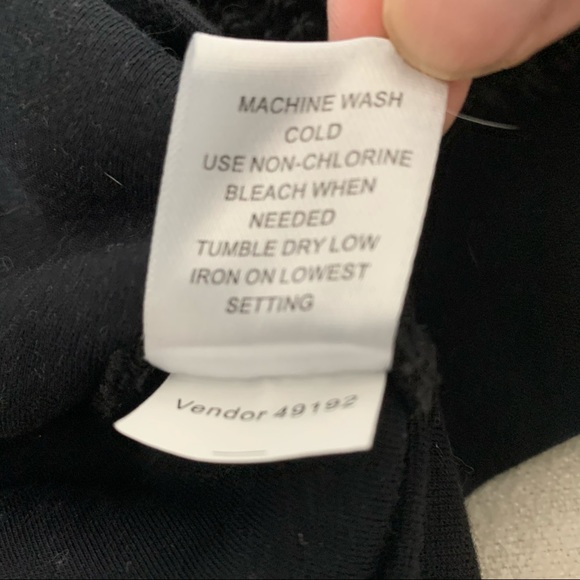 MACHINE WASH
COLD
USE NON-CHLORINE
BLEACH WHEN
NEEDED
TUMBLE DRY LOW
IRON ON LOWEST
SETTING
Vendor 49192